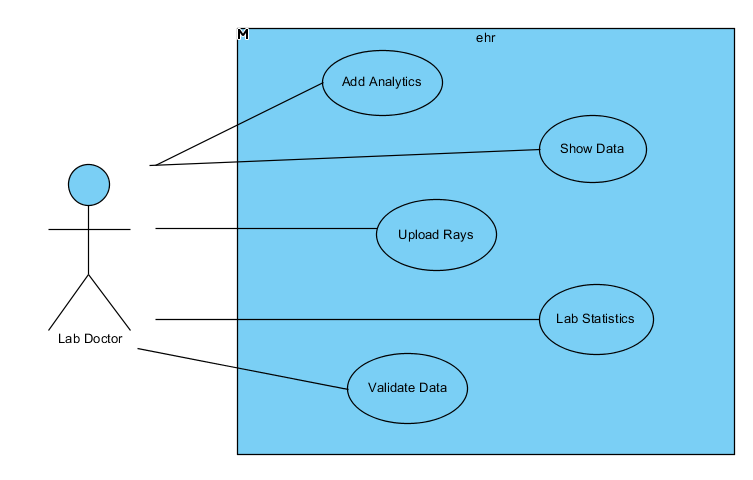 M
ehr
Add Analytics
Show Data
Upload Rays
Lab Statistics
Lab Doctor
Validate Data